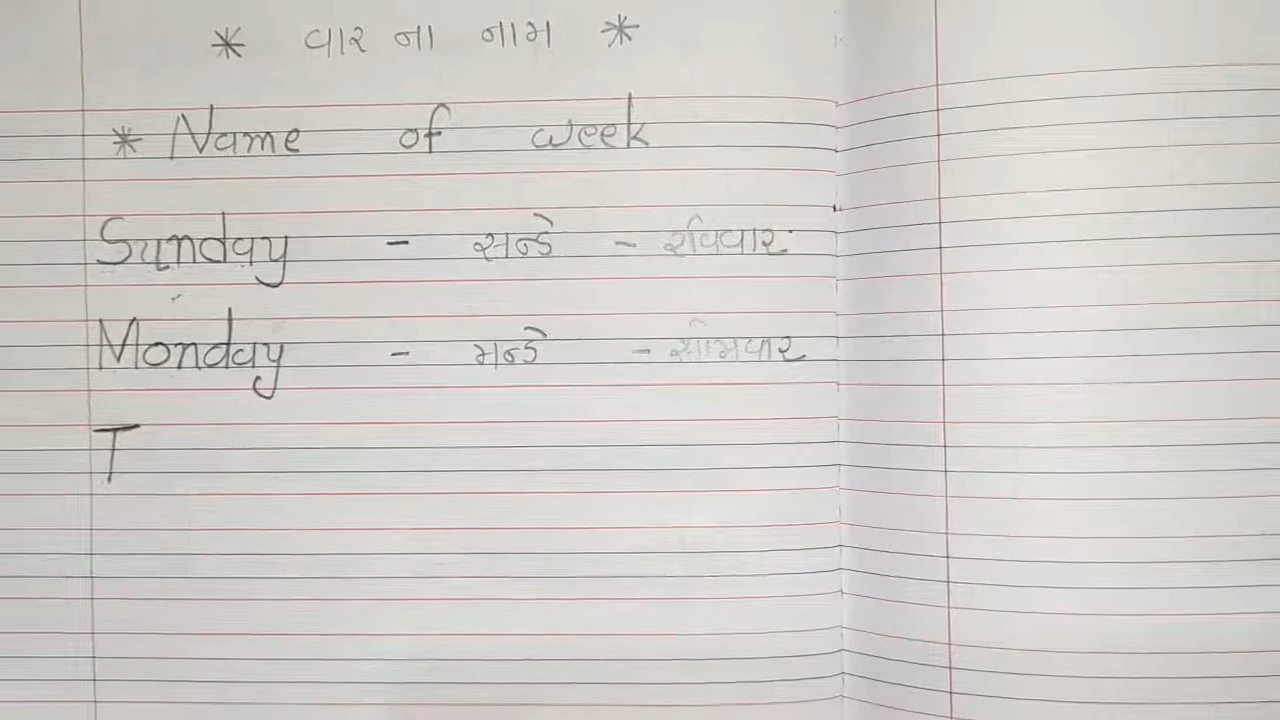 * વાર ના નામ *
* Name of week
Sunday - સન્ડે - રવિવાર
Monday - મન્ડે - સોમવાર
T